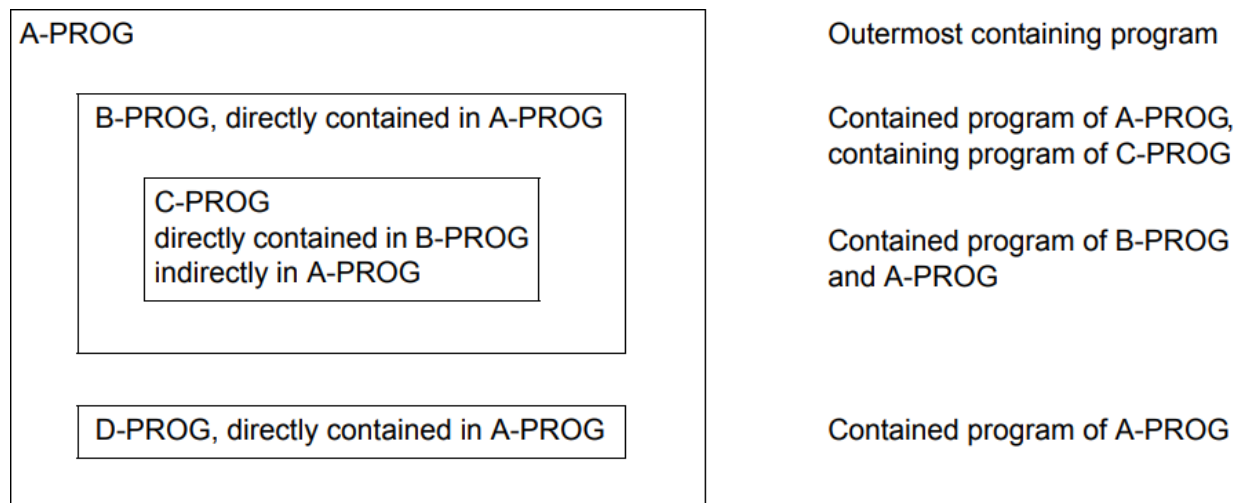 A-PROG
Outermost containing program
B-PROG, directly contained in A-PROG
Contained program of A-PROG,
containing program of C-PROG
C-PROG
directly contained in B-PROG
indirectly in A-PROG
Contained program of B-PROG
and A-PROG
D-PROG, directly contained in A-PROG
Contained program of A-PROG